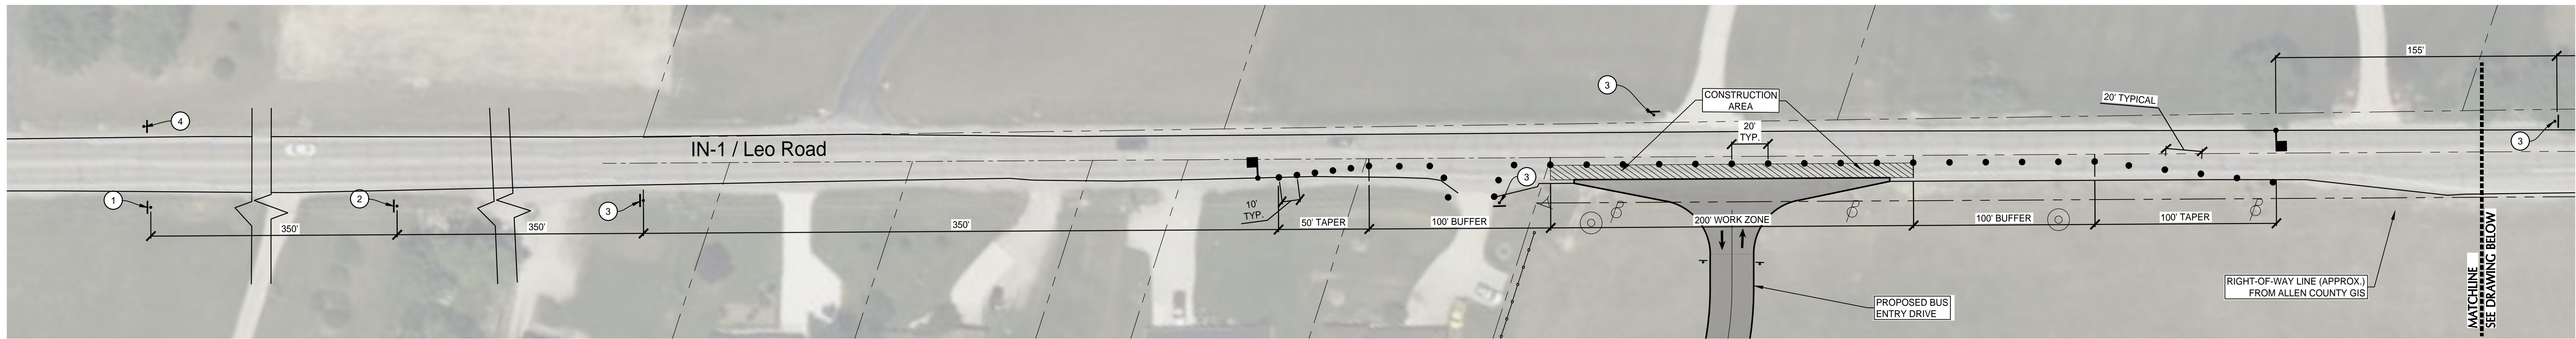 155'
3
CONSTRUCTION
AREA
20' TYPICAL
4
20'
TYP.
IN-1 / Leo Road
3
3
1
2
3
10'
TYP.
350'
350'
350'
50' TAPER
100' BUFFER
200' WORK ZONE
100' BUFFER
100' TAPER
RIGHT-OF-WAY LINE (APPROX.)
FROM ALLEN COUNTY GIS
PROPOSED BUS
ENTRY DRIVE
MATCHLINE
SEE DRAWING BELOW